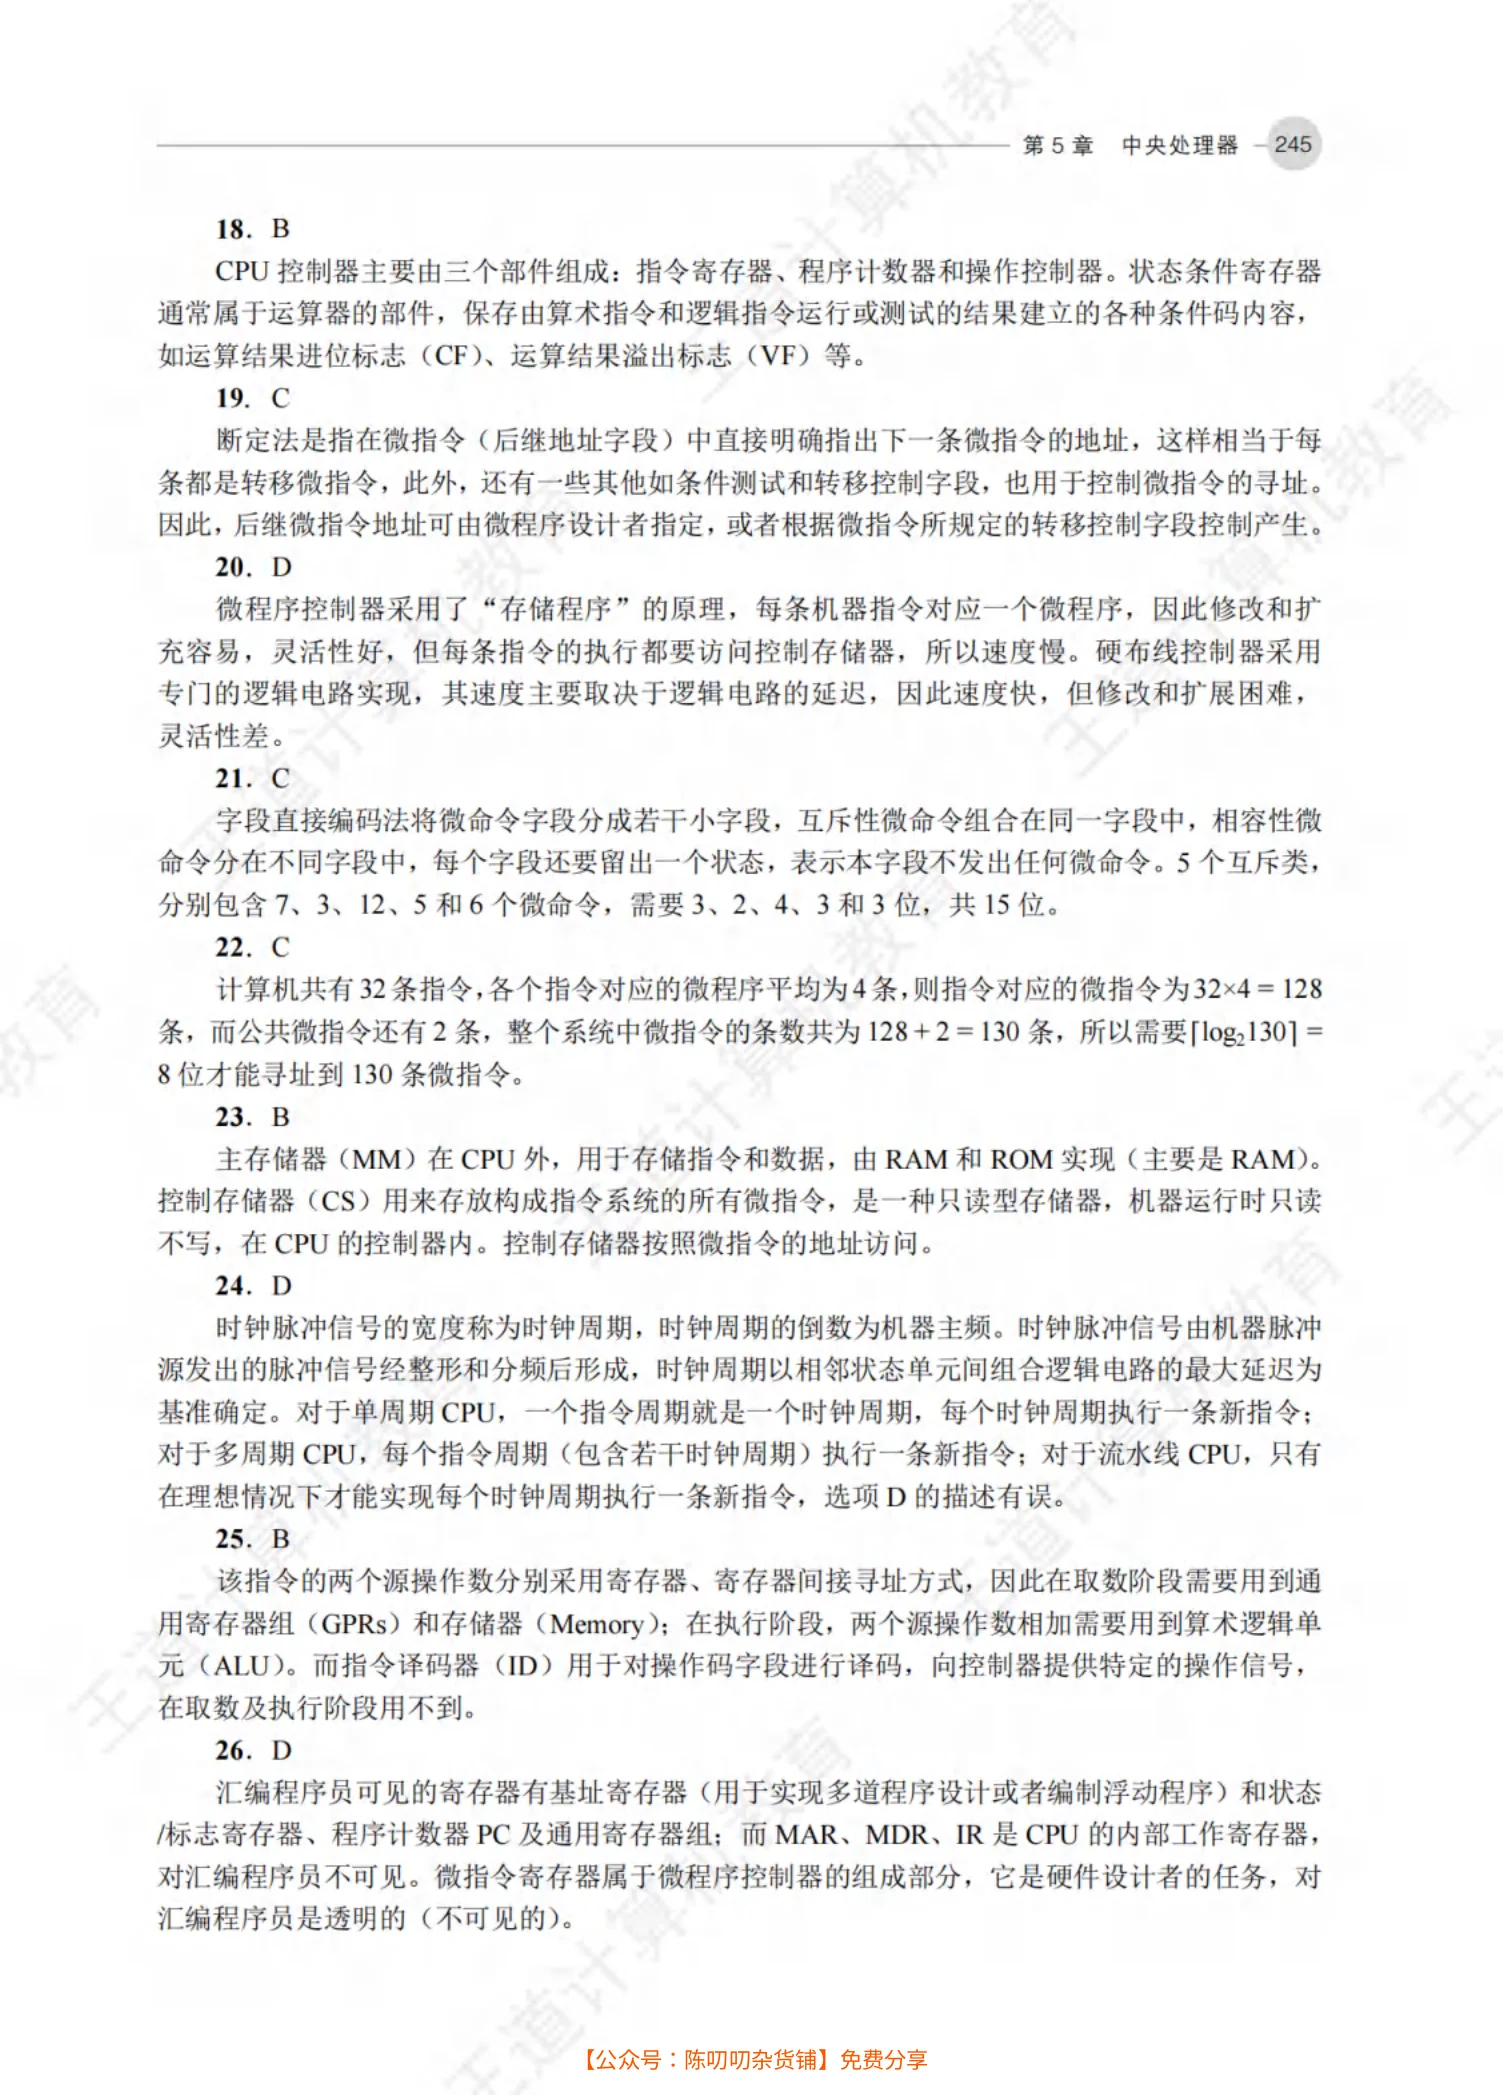 第 5 章 中央处理器 245
18. B
CPU 控制器主要由三个部件组成：指令寄存器、程序计数器和操作控制器。状态条件寄存器
通常属于运算器的部件，保存由算术指令和逻辑指令运行或测试的结果建立的各种条件码内容，
如运算结果进位标志（CF）、运算结果溢出标志（VF）等。
19. C
断定法是指在微指令（后继地址字段）中直接明确指出下一条微指令的地址，这样相当于每
条都是转移微指令，此外，还有一些其他如条件测试和转移控制字段，也用于控制微指令的寻址。
因此，后继微指令地址可由微程序设计者指定，或者根据微指令所规定的转移控制字段控制产生。
20. D
微程序控制器采用了“存储程序”的原理，每条机器指令对应一个微程序，因此修改和扩
充容易，灵活性好，但每条指令的执行都要访问控制存储器，所以速度慢。硬布线控制器采用
专门的逻辑电路实现，其速度主要取决于逻辑电路的延迟，因此速度快，但修改和扩展困难，
灵活性差。
21. C
字段直接编码法将微命令字段分成若干小字段，互斥性微命令组合在同一字段中，相容性微
命令分在不同字段中，每个字段还要留出一个状态，表示本字段不发出任何微命令。5 个互斥类，
分别包含 7、3、12、5 和 6 个微命令，需要 3、2、4、3 和 3 位，共 15 位。
22. C
计算机共有 32 条指令，各个指令对应的微程序平均为 4 条，则指令对应的微指令为 32×4 = 128
条，而公共微指令还有 2 条，整个系统中微指令的条数共为 128 + 2 = 130 条，所以需要⌈log₂130⌉ =
8 位才能寻址到 130 条微指令。
23. B
主存储器（MM）在 CPU 外，用于存储指令和数据，由 RAM 和 ROM 实现（主要是 RAM）。
控制存储器（CS）用来存放构成指令系统的所有微指令，是一种只读型存储器，机器运行时只读
不写，在 CPU 的控制器内。控制存储器按照微指令的地址访问。
24. D
时钟脉冲信号的宽度称为时钟周期，时钟周期的倒数为机器主频。时钟脉冲信号由机器脉冲
源发出的脉冲信号经整形和分频后形成，时钟周期以相邻状态单元间组合逻辑电路的最大延迟为
基准确定。对于单周期 CPU，一个指令周期就是一个时钟周期，每个时钟周期执行一条新指令；
对于多周期 CPU，每个指令周期（包含若干时钟周期）执行一条新指令；对于流水线 CPU，只有
在理想情况下才能实现每个时钟周期执行一条新指令，选项 D 的描述有误。
25. B
该指令的两个源操作数分别采用寄存器、寄存器间接寻址方式，因此在取数阶段需要用到通
用寄存器组（GPRs）和存储器（Memory）；在执行阶段，两个源操作数相加需要用到算术逻辑单
元（ALU）。而指令译码器（ID）用于对操作码字段进行译码，向控制器提供特定的操作信号，
在取数及执行阶段用不到。
26. D
汇编程序员可见的寄存器有基址寄存器（用于实现多道程序设计或者编制浮动程序）和状态
/标志寄存器、程序计数器 PC 及通用寄存器组；而 MAR、MDR、IR 是 CPU 的内部工作寄存器，
对汇编程序员不可见。微指令寄存器属于微程序控制器的组成部分，它是硬件设计者的任务，对
汇编程序员是透明的（不可见的）。
【公众号：陈叨叨杂货铺】免费分享
王道计算机教育
王道计算机教育
王道计算机教育
王道计算机教育
王道计算机教育
王道计算机教育
王道计算机教育
教育
王道